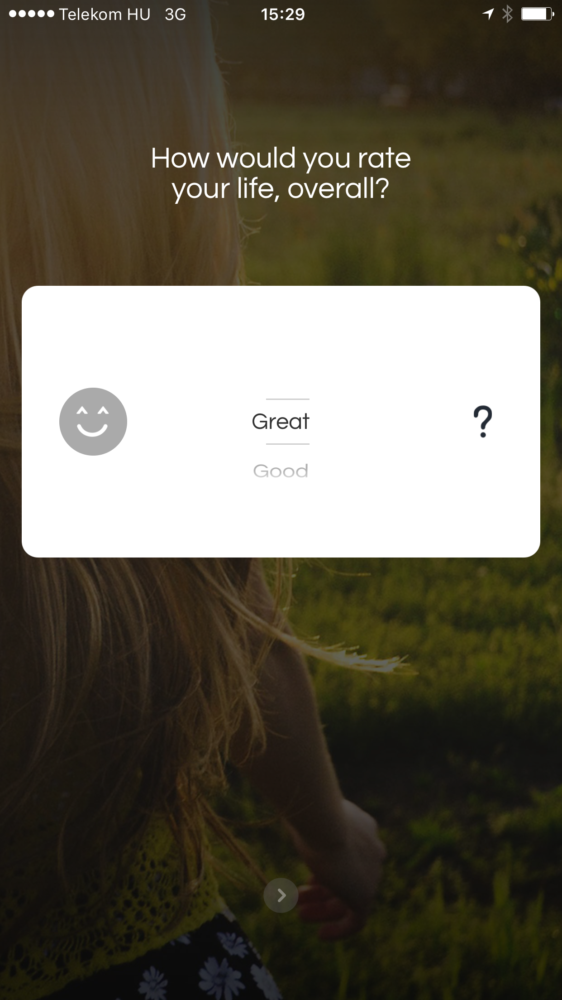 Telekom HU 3G 15:29
How would you rate
your life, overall?
Great
?
Good